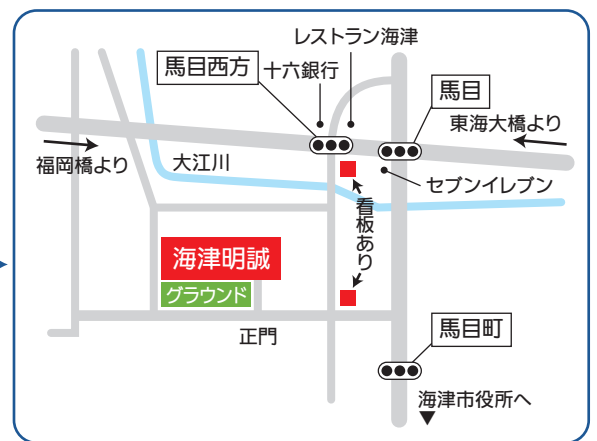 レストラン海津
馬目西方
十六銀行
馬目
東海大橋より
福岡橋より
大江川
セブンイレブン
看板あり
海津明誠
グラウンド
正門
馬目町
海津市役所へ